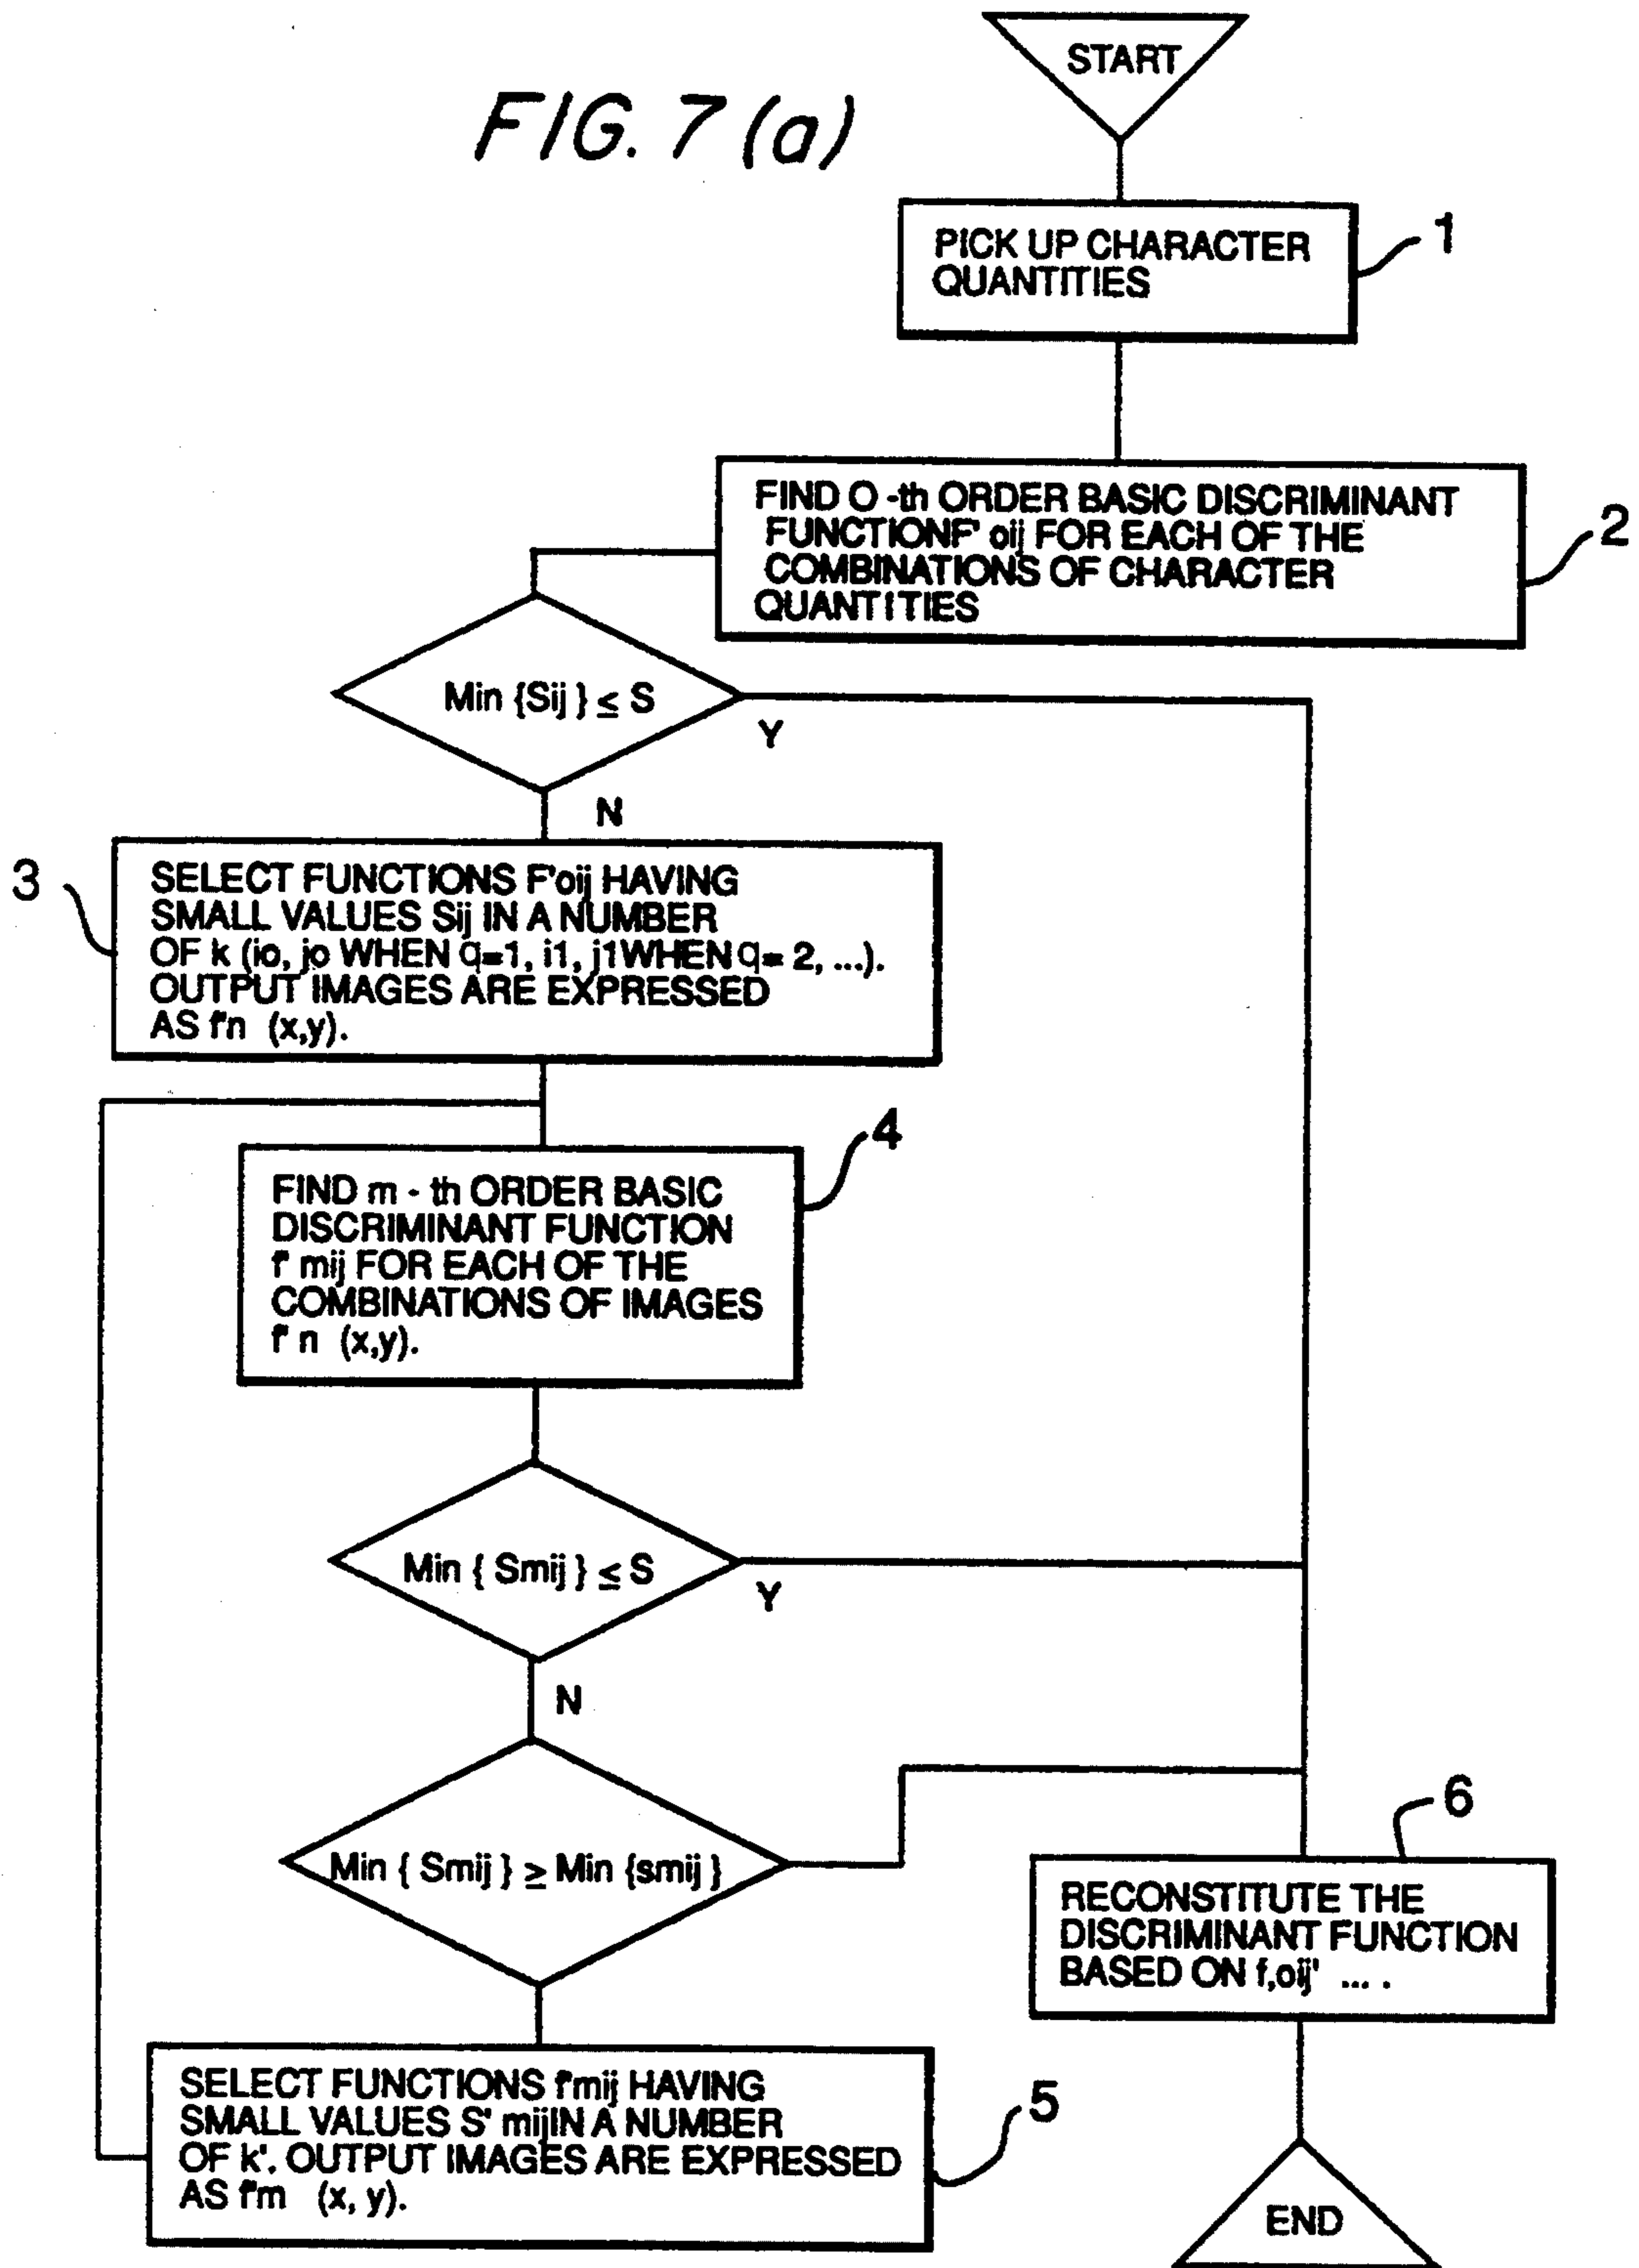 FIG. 7 (a)
START
PICK UP CHARACTER
QUANTITIES
1
FIND O -th ORDER BASIC DISCRIMINANT
FUNCTIONF' oij FOR EACH OF THE
COMBINATIONS OF CHARACTER
QUANTITIES
2
Min {Sij } ≤ S
Y
N
3
SELECT FUNCTIONS F'oij HAVING
SMALL VALUES Sij IN A NUMBER
OF k (io, jo WHEN q=1, i1, j1WHEN q= 2, ...).
OUTPUT IMAGES ARE EXPRESSED
AS f'n (x,y).
4
FIND m - th ORDER BASIC
DISCRIMINANT FUNCTION
f' mij FOR EACH OF THE
COMBINATIONS OF IMAGES
f' n (x,y).
Min { Smij } ≤ S
Y
N
Min { Smij } ≥ Min {smij }
6
RECONSTITUTE THE
DISCRIMINANT FUNCTION
BASED ON f,oij' ... .
SELECT FUNCTIONS f'mij HAVING
SMALL VALUES S' mijIN A NUMBER
OF k'. OUTPUT IMAGES ARE EXPRESSED
AS f'm (x, y).
5
END